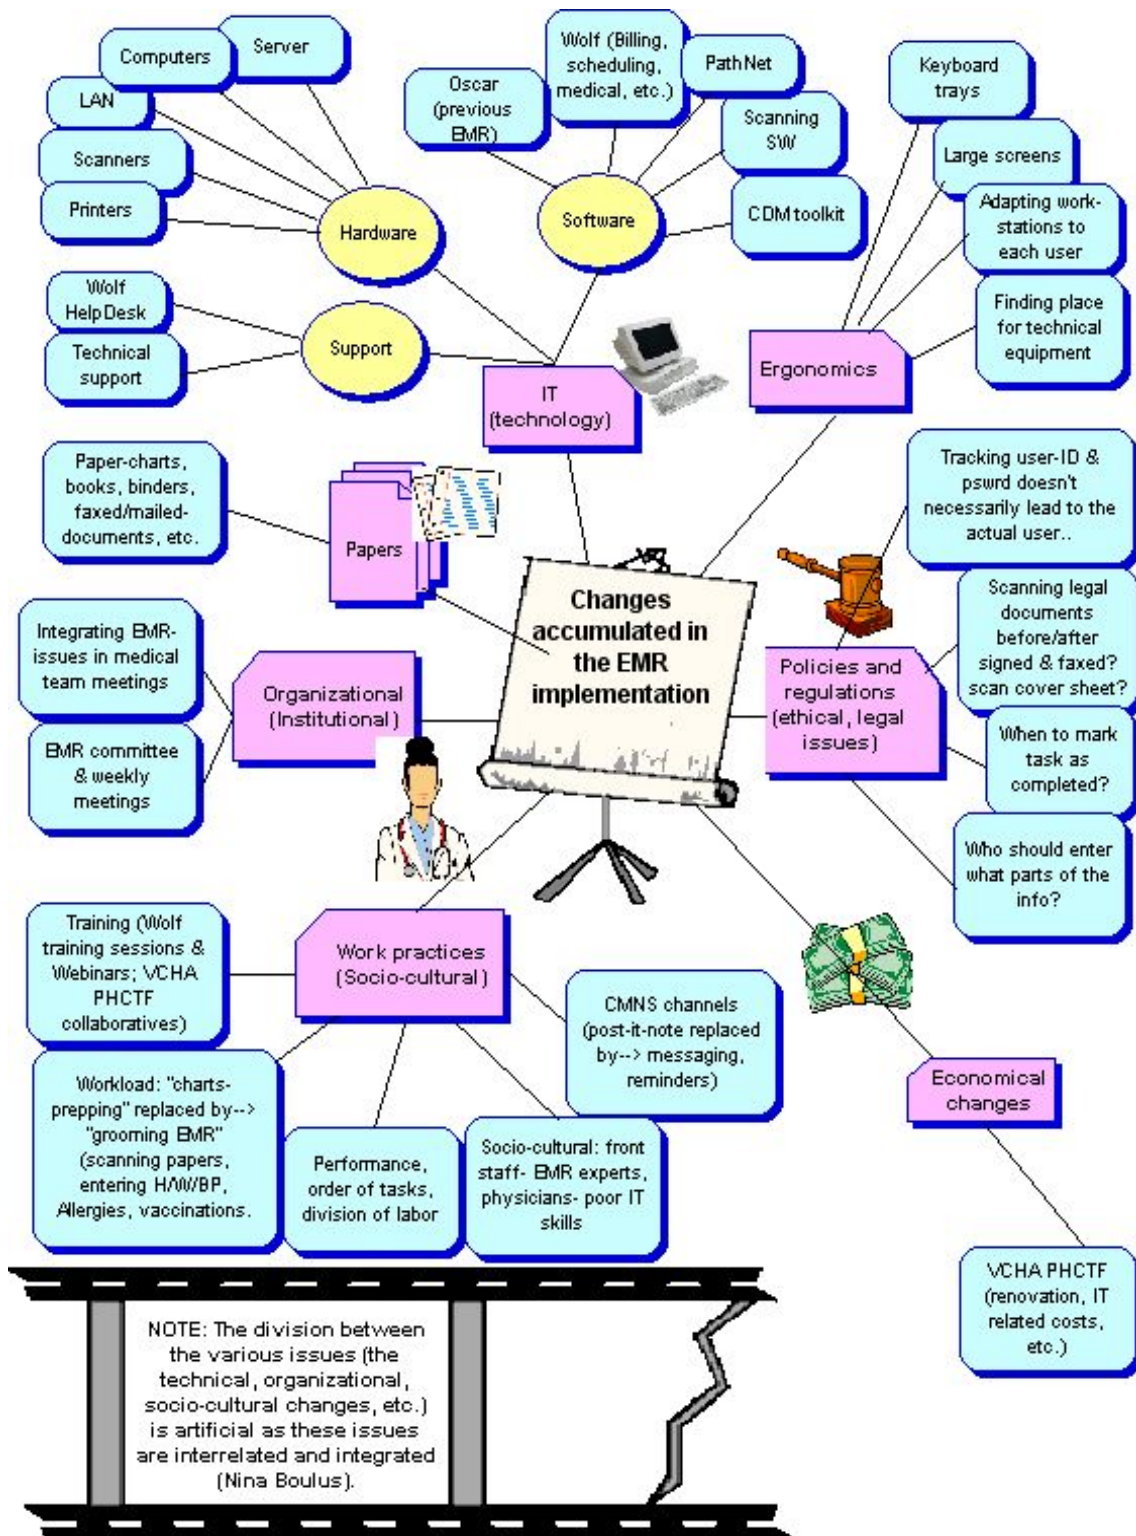 Server
Computers
LAN
Scanners
Printers
Hardware
Wolf
HelpDesk
Technical
support
Support
Oscar
(previous
EMR)
Wolf (Billing,
scheduling,
medical, etc.)
PathNet
Scanning
SW
CDM toolkit
Software
IT
(technology)
Keyboard
trays
Large screens
Adapting work-
stations to
each user
Finding place
for technical
equipment
Ergonomics
Paper-charts,
books, binders,
faxed/mailed-
documents, etc.
Papers
Changes
accumulated in
the EMR
implementation
Tracking user-ID &
pswrd doesn't
necessarily lead to the
actual user..
Scanning legal
documents
before/after
signed & faxed?
scan cover sheet?
When to mark
task as
completed?
Who should enter
what parts of the
info?
Policies and
regulations
(ethical, legal
issues)
Integrating EMR-
issues in medical
team meetings
EMR committee
& weekly
meetings
Organizational
(Institutional)
Work practices
(Socio-cultural)
Training (Wolf
training sessions &
Webinars; VCHA
PHCTF
collaboratives)
Workload: "charts-
prepping" replaced by-->
"grooming EMR"
(scanning papers,
entering H/W/BP,
Allergies, vaccinations.
Performance,
order of tasks,
division of labor
Socio-cultural: front
staff- EMR experts,
physicians- poor IT
skills
CMNS channels
(post-it-note replaced
by--> messaging,
reminders)
Economical
changes
VCHA PHCTF
(renovation, IT
related costs,
etc.)
NOTE: The division between
the various issues (the
technical, organizational,
socio-cultural changes, etc.)
is artificial as these issues
are interrelated and integrated
(Nina Boulus).